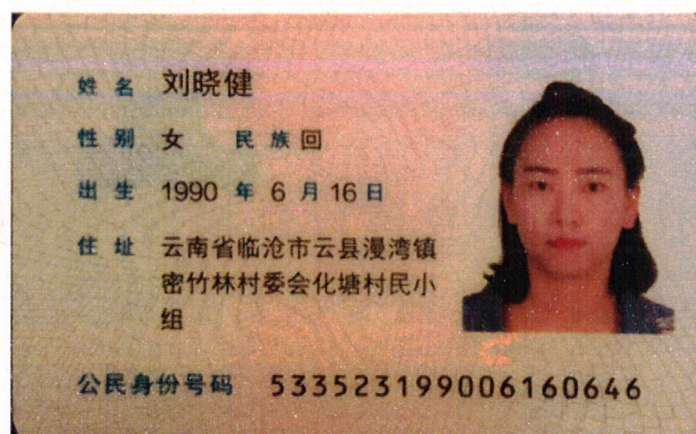 姓名 刘晓健
性别 女 民族 回
出生 1990 年 6 月 16 日
住址 云南省临沧市云县漫湾镇
密竹林村委会化塘村民小
组
公民身份号码 533523199006160646